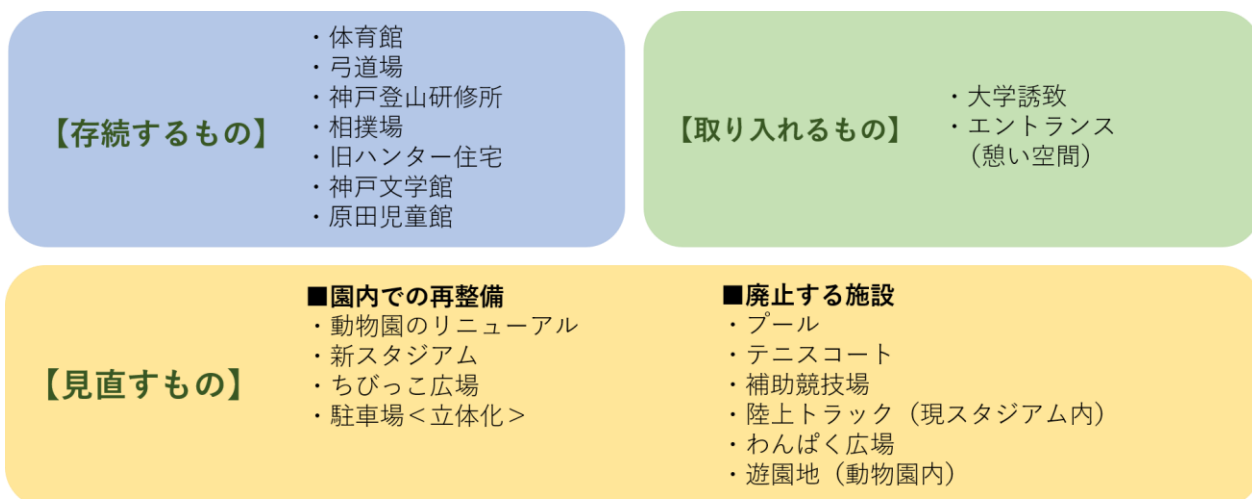 【存続するもの】
・体育館
・弓道場
・神戸登山研修所
・相撲場
・旧ハンター住宅
・神戸文学館
・原田児童館
【取り入れるもの】
・大学誘致
・エントランス
（憩い空間）
【見直すもの】
■園内での再整備
・動物園のリニューアル
・新スタジアム
・ちびっこ広場
・駐車場＜立体化＞
■廃止する施設
・プール
・テニスコート
・補助競技場
・陸上トラック（現スタジアム内）
・わんぱく広場
・遊園地（動物園内）